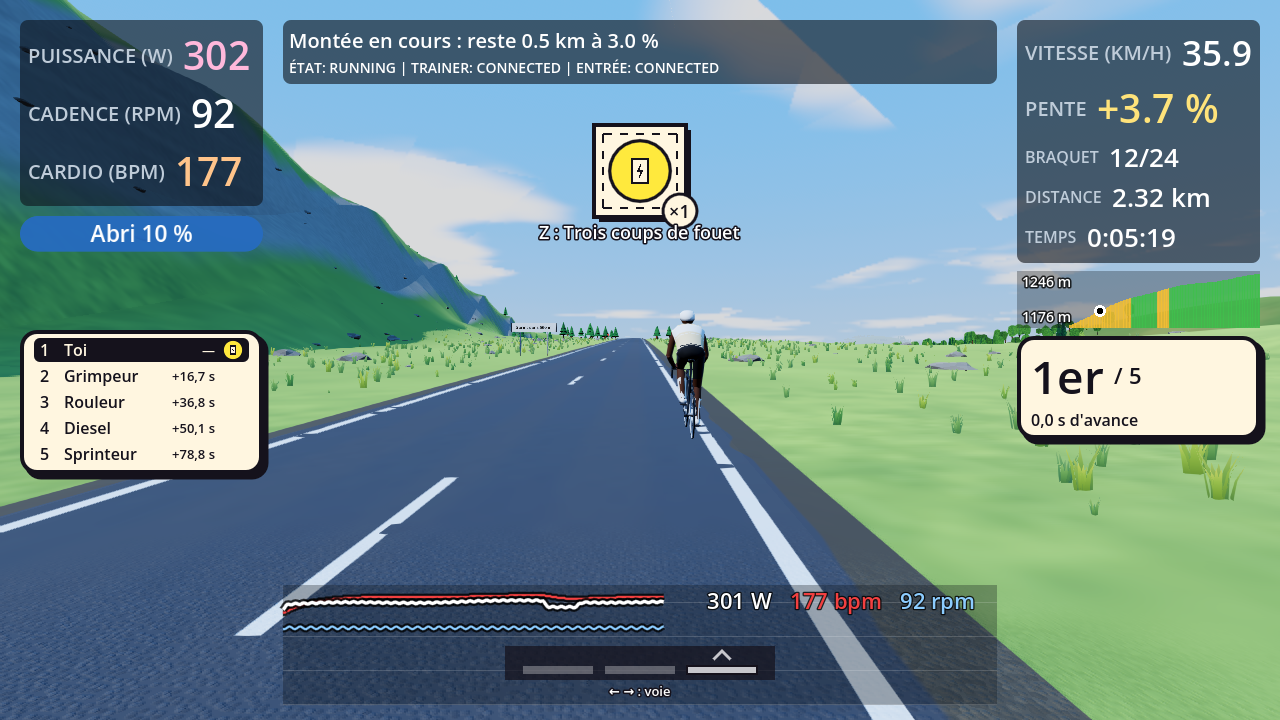 PUISSANCE (W) 302
CADENCE (RPM) 92
CARDIO (BPM) 177
Abri 10 %
Montée en cours : reste 0.5 km à 3.0 %
ÉTAT: RUNNING | TRAINER: CONNECTED | ENTRÉE: CONNECTED
×1
Z : Trois coups de fouet
VITESSE (KM/H) 35.9
PENTE +3.7 %
BRAQUET 12/24
DISTANCE 2.32 km
TEMPS 0:05:19
1246 m
1176 m
1 Toi —
2 Grimpeur +16,7 s
3 Rouleur +36,8 s
4 Diesel +50,1 s
5 Sprinteur +78,8 s
1er / 5
0,0 s d'avance
301 W 177 bpm 92 rpm
← → : voie